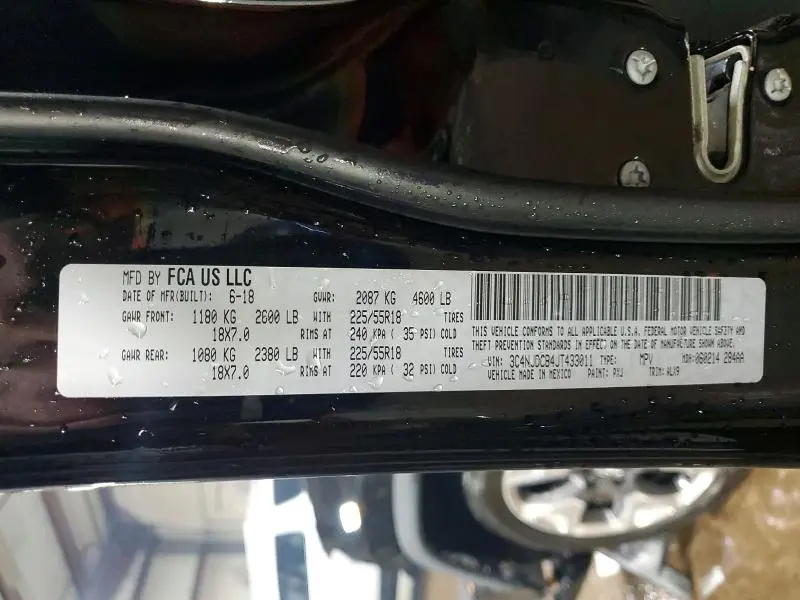 MFD BY FCA US LLC
DATE OF MFR(BUILT): 6-18 GVWR: 2087 KG 4600 LB
GAWR FRONT: 1180 KG 2600 LB WITH 225/55R18 TIRES
18X7.0 RIMS AT 240 KPA ( 35 PSI) COLD
GAWR REAR: 1080 KG 2380 LB WITH 225/55R18 TIRES
18X7.0 RIMS AT 220 KPA ( 32 PSI) COLD
THIS VEHICLE CONFORMS TO ALL APPLICABLE U.S.A. FEDERAL MOTOR VEHICLE SAFETY AND
THEFT PREVENTION STANDARDS IN EFFECT ON THE DATE OF MANUFACTURE SHOWN ABOVE.
VIN: 3C4NJDCB4JT433011 TYPE: MPV MDH: 060214 284AA
VEHICLE MADE IN MEXICO PAINT: PXJ TRIM: ALX9